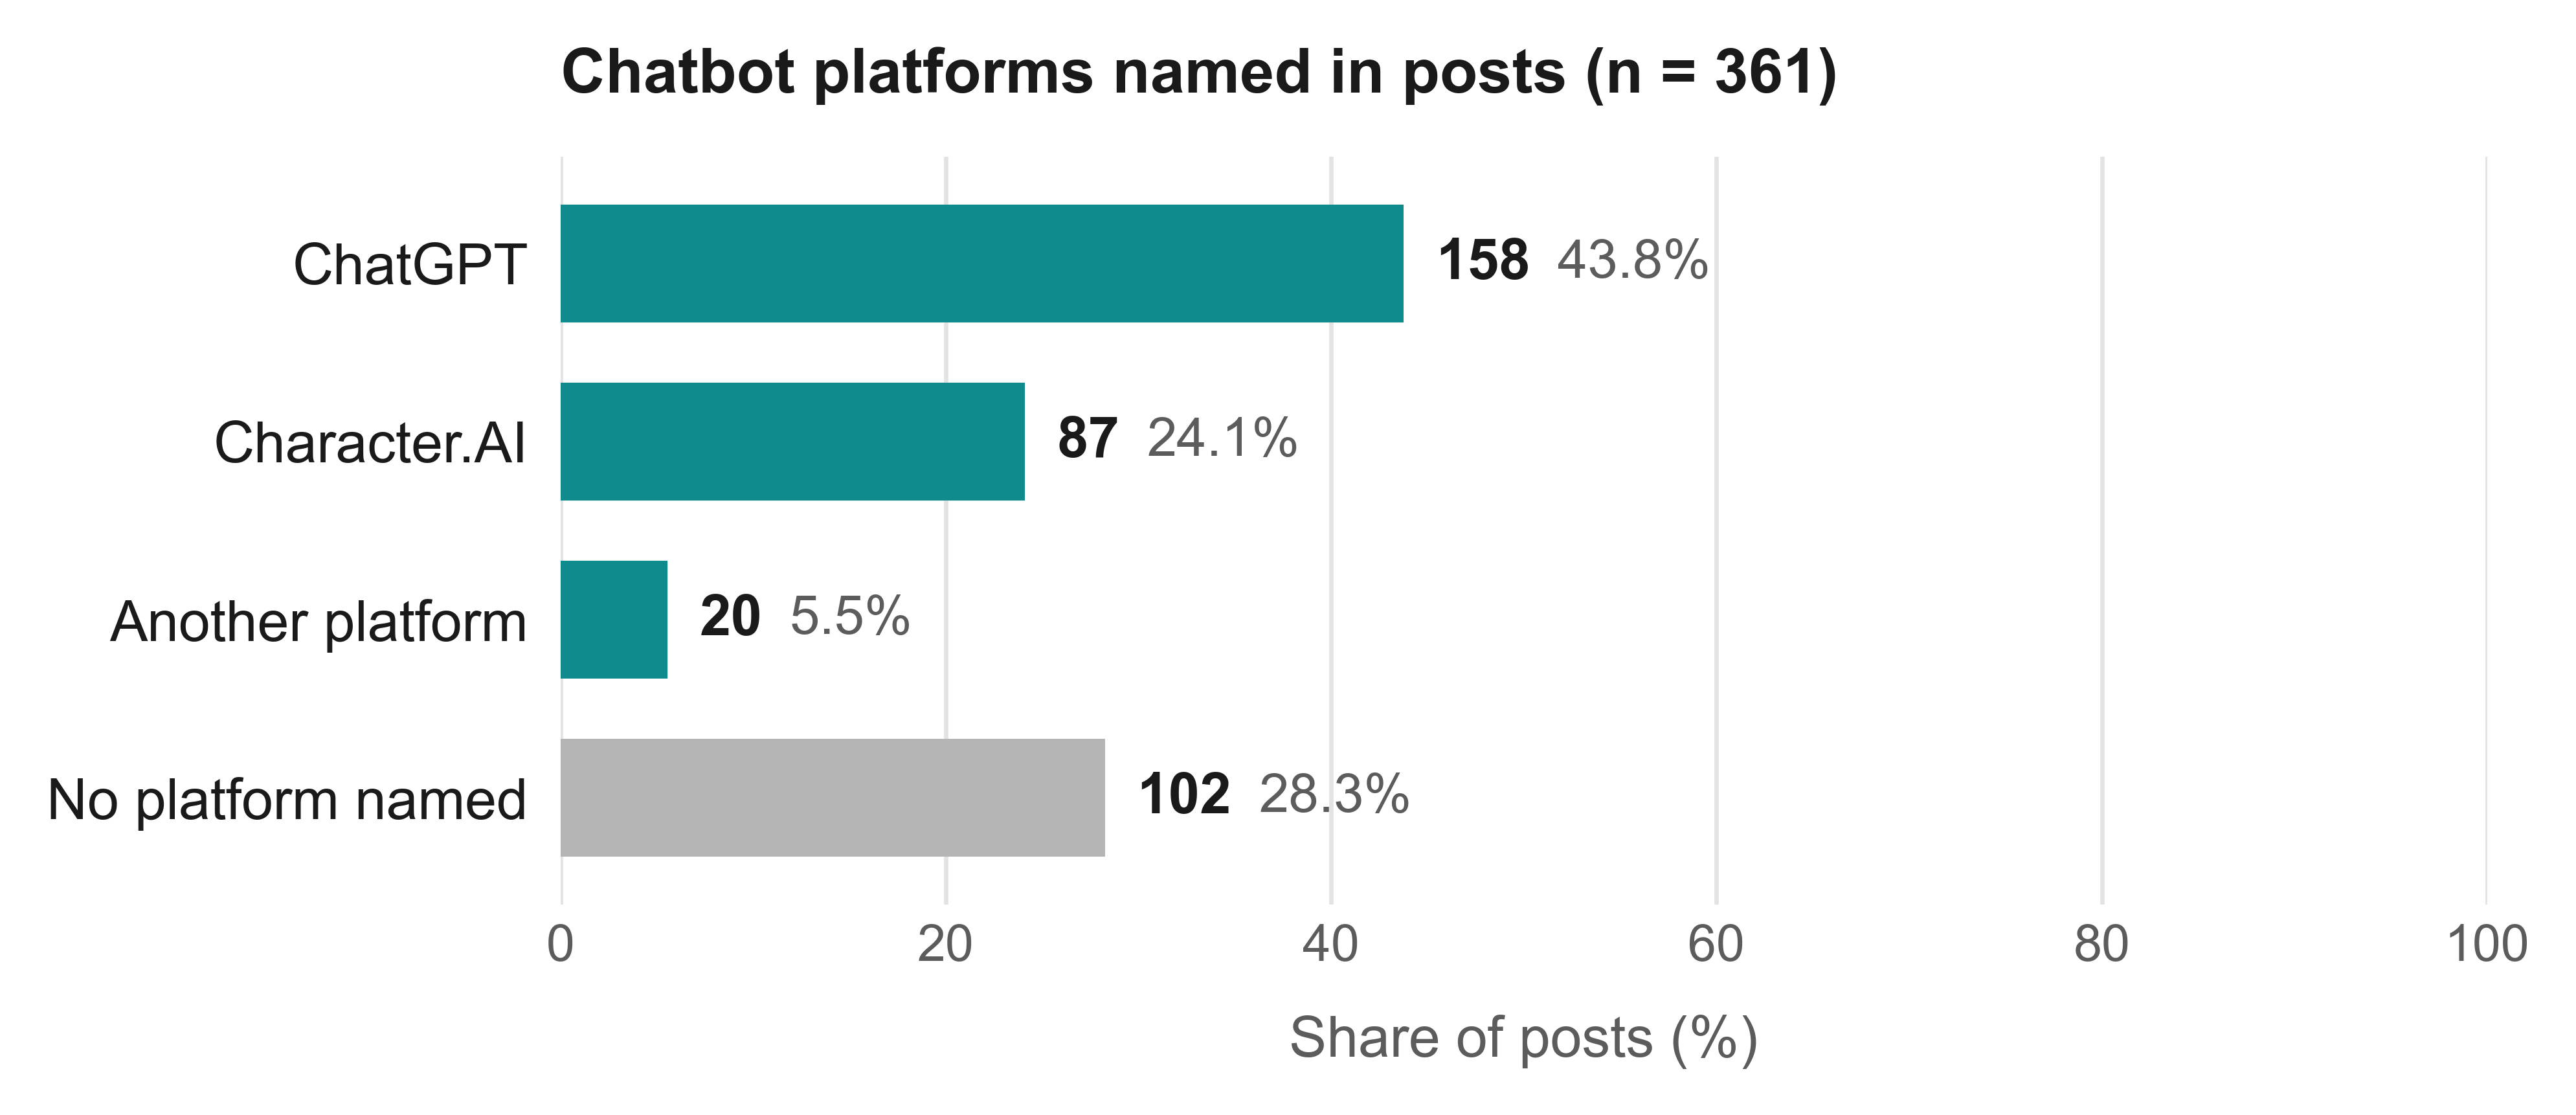 Chatbot platforms named in posts (n = 361)
ChatGPT 158 43.8%
Character.AI 87 24.1%
Another platform 20 5.5%
No platform named 102 28.3%
0 20 40 60 80 100
Share of posts (%)